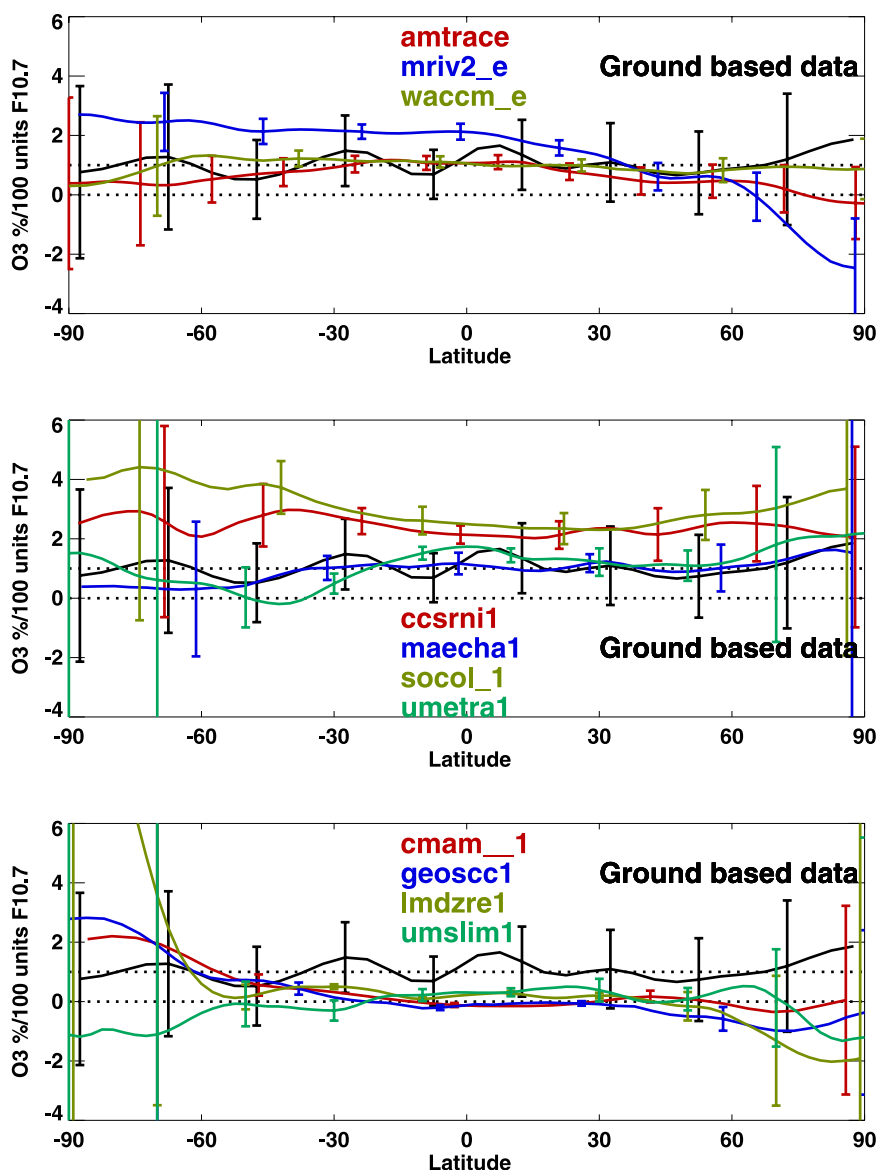 6
4
2
0
-2
-4
O3 %/100 units F10.7
amtrace
mriv2_e
waccm_e
Ground based data
-90
-60
-30
0
30
60
90
Latitude
6
4
2
0
-2
-4
O3 %/100 units F10.7
ccsrni1
maecha1
socol_1
umetra1
Ground based data
-90
-60
-30
0
30
60
90
Latitude
6
4
2
0
-2
-4
O3 %/100 units F10.7
cmam__1
geoscc1
lmdzre1
umslim1
Ground based data
-90
-60
-30
0
30
60
90
Latitude